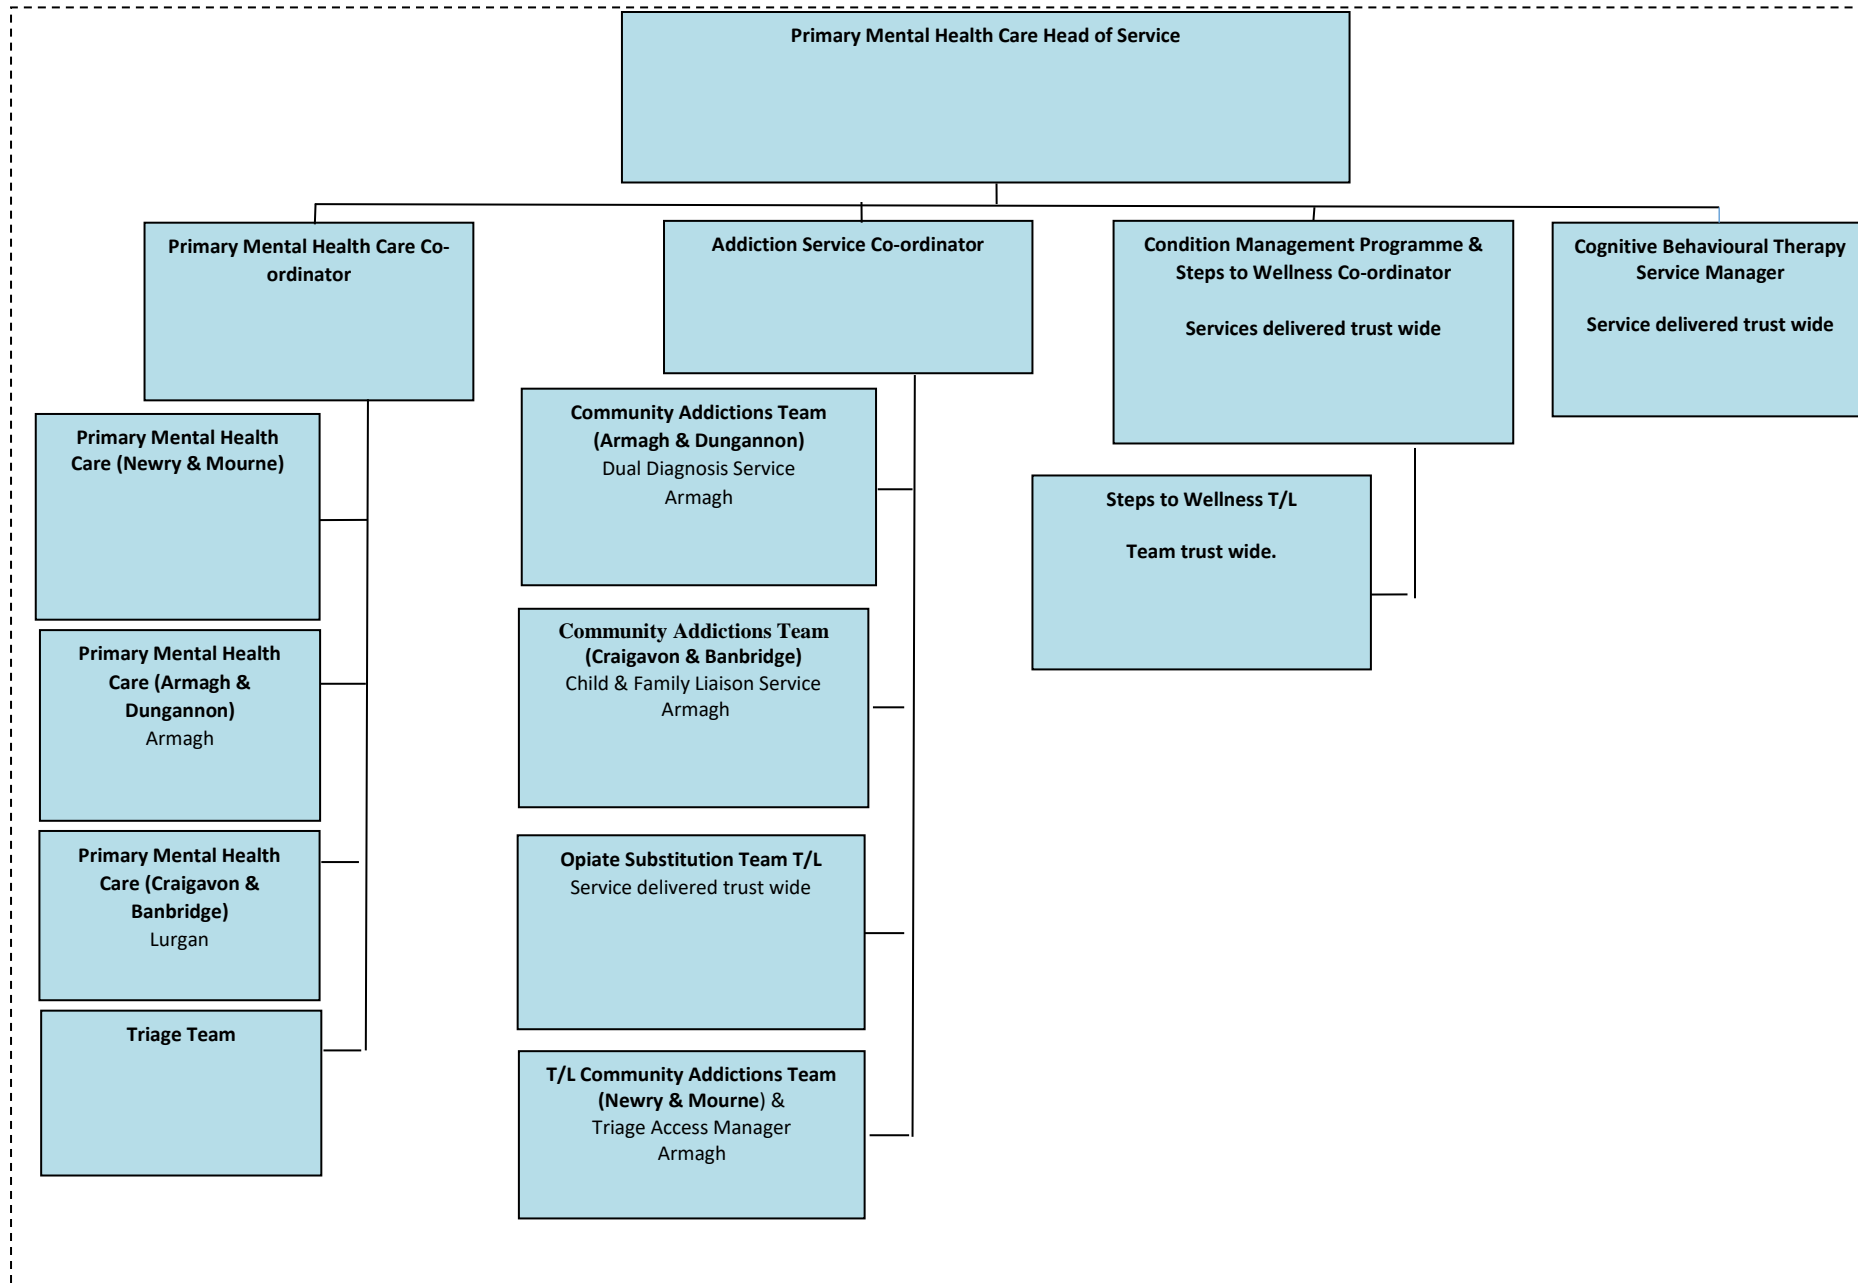 Primary Mental Health Care Head of Service
Primary Mental Health Care Co-
ordinator
Addiction Service Co-ordinator
Condition Management Programme &
Steps to Wellness Co-ordinator
Services delivered trust wide
Cognitive Behavioural Therapy
Service Manager
Service delivered trust wide
Primary Mental Health
Care (Newry & Mourne)
Primary Mental Health
Care (Armagh &
Dungannon)
Armagh
Primary Mental Health
Care (Craigavon &
Banbridge)
Lurgan
Triage Team
Community Addictions Team
(Armagh & Dungannon)
Dual Diagnosis Service
Armagh
Community Addictions Team
(Craigavon & Banbridge)
Child & Family Liaison Service
Armagh
Opiate Substitution Team T/L
Service delivered trust wide
T/L Community Addictions Team
(Newry & Mourne) &
Triage Access Manager
Armagh
Steps to Wellness T/L
Team trust wide.